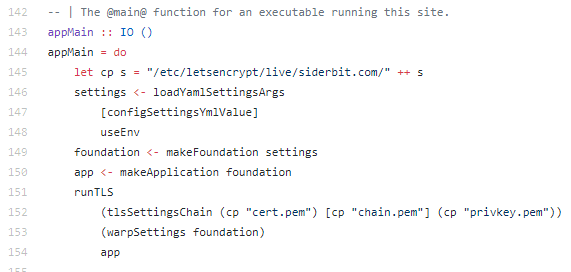 142 -- | The @main@ function for an executable running this site.
143 appMain :: IO ()
144 appMain = do
145     let cp s = "/etc/letsencrypt/live/siderbit.com/" ++ s
146     settings <- loadYamlSettingsArgs
147         [configSettingsYmlValue]
148         useEnv
149     foundation <- makeFoundation settings
150     app <- makeApplication foundation
151     runTLS
152         (tlsSettingsChain (cp "cert.pem") [cp "chain.pem"] (cp "privkey.pem"))
153         (warpSettings foundation)
154         app
155